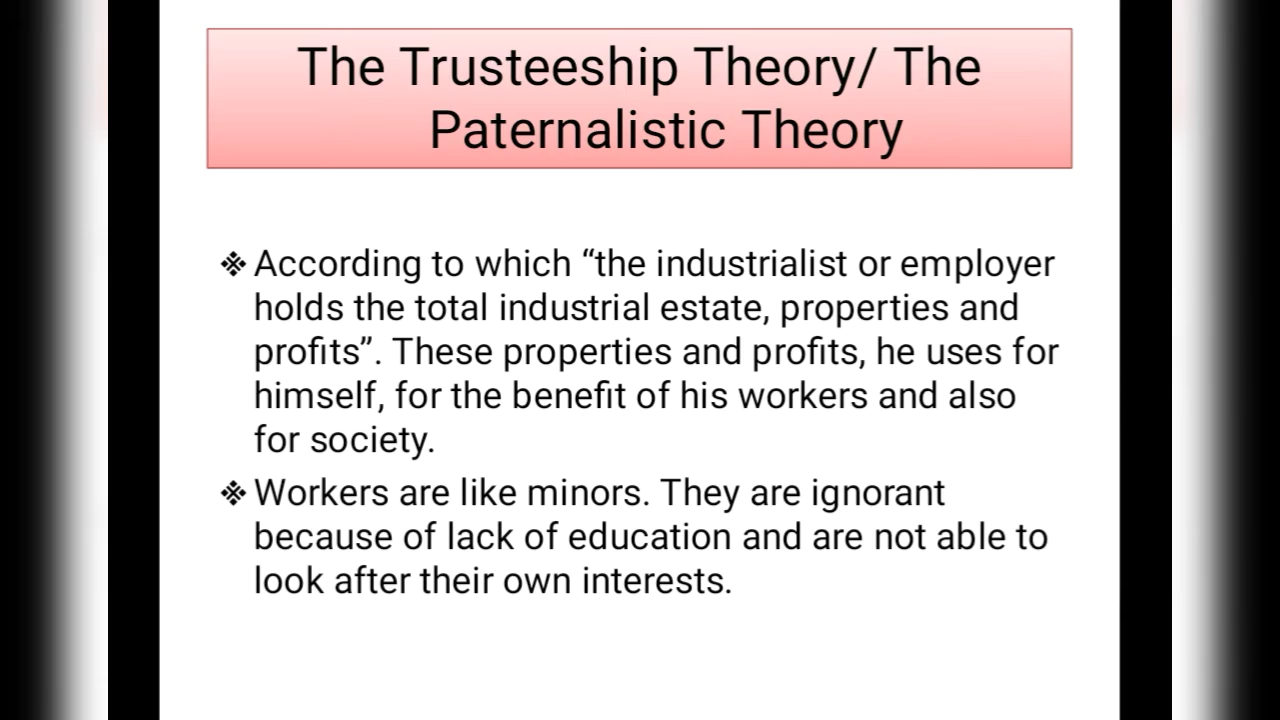 The Trusteeship Theory/ The
Paternalistic Theory
❖ According to which “the industrialist or employer
holds the total industrial estate, properties and
profits”. These properties and profits, he uses for
himself, for the benefit of his workers and also
for society.
❖ Workers are like minors. They are ignorant
because of lack of education and are not able to
look after their own interests.